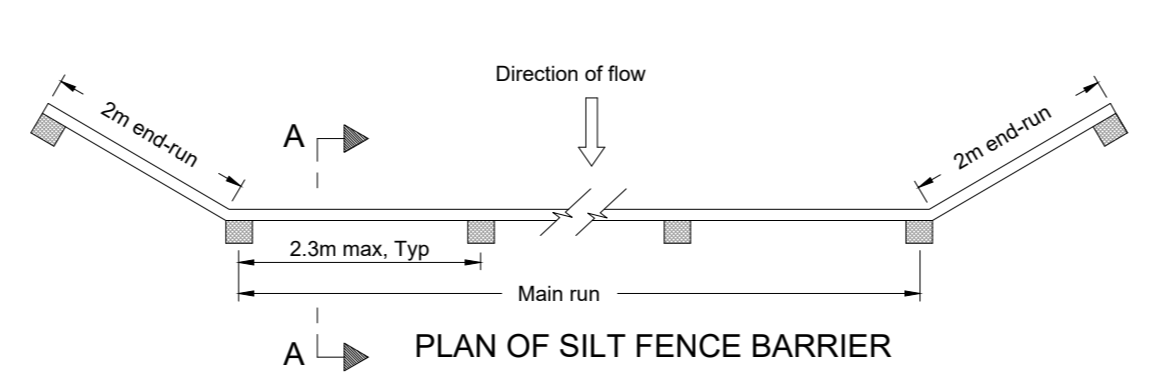 Direction of flow
2m end-run
2m end-run
A
2.3m max, Typ
Main run
A
PLAN OF SILT FENCE BARRIER